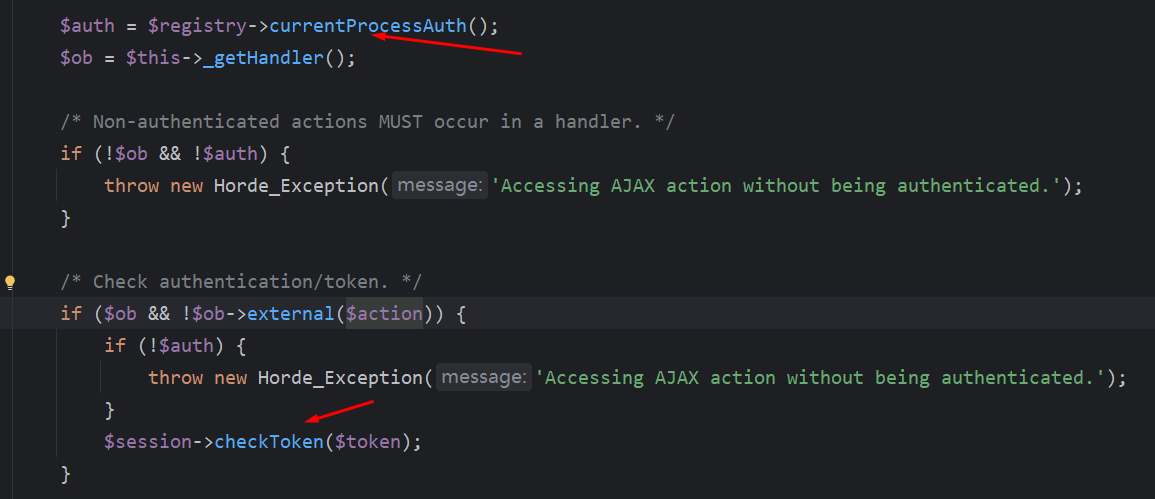 $auth = $registry->currentProcessAuth();
$ob = $this->_getHandler();
/* Non-authenticated actions MUST occur in a handler. */
if (!$ob && !$auth) {
throw new Horde_Exception( message: 'Accessing AJAX action without being authenticated.');
}
/* Check authentication/token. */
if ($ob && !$ob->external($action)) {
if (!$auth) {
throw new Horde_Exception( message: 'Accessing AJAX action without being authenticated.');
}
$session->checkToken($token);
}